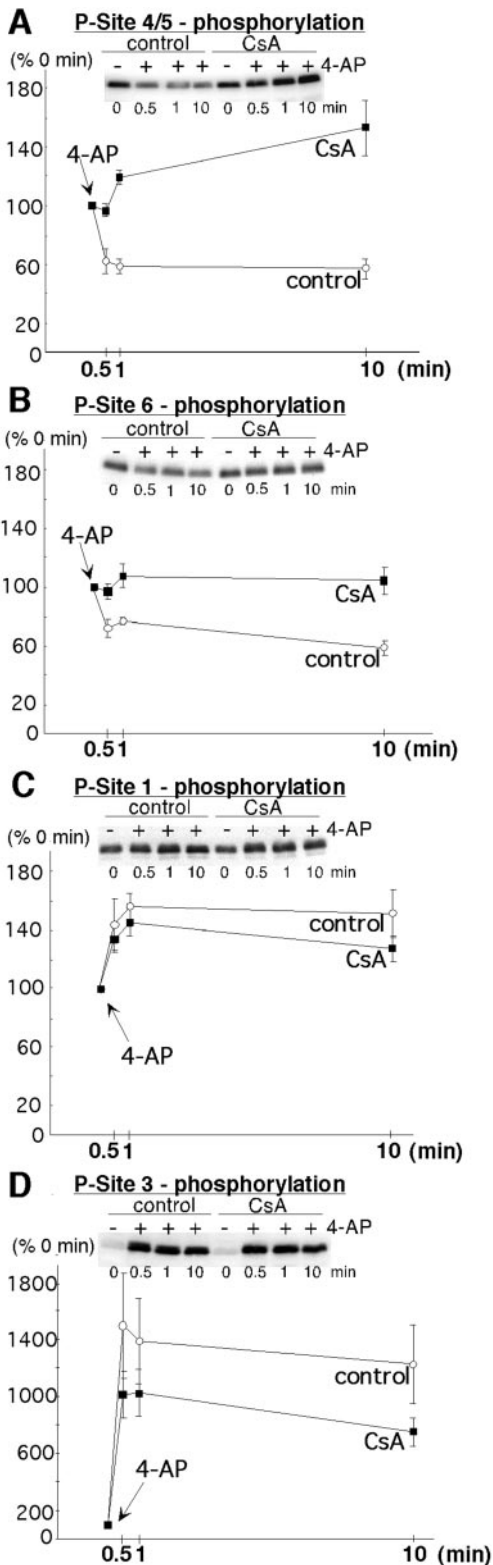 A P-Site 4/5 - phosphorylation
control CsA
(% 0 min) - + + + - + + + 4-AP
180
0 0.5 1 10 0 0.5 1 10 min
140
4-AP
CsA
100
60
control
20
0
0.5 1 10 (min)
B P-Site 6 - phosphorylation
control CsA
(% 0 min) - + + + - + + + 4-AP
180
0 0.5 1 10 0 0.5 1 10 min
140
4-AP
100
CsA
60
control
20
0
0.5 1 10 (min)
C P-Site 1 - phosphorylation
control CsA
(% 0 min) - + + + - + + + 4-AP
180
0 0.5 1 10 0 0.5 1 10 min
140
control
CsA
100
4-AP
60
20
0
0.5 1 10 (min)
D P-Site 3 - phosphorylation
control CsA
- + + + - + + + 4-AP
(% 0 min)
0 0.5 1 10 0 0.5 1 10 min
1800
1400
control
1000
CsA
600
4-AP
200
0
0.5 1 10 (min)